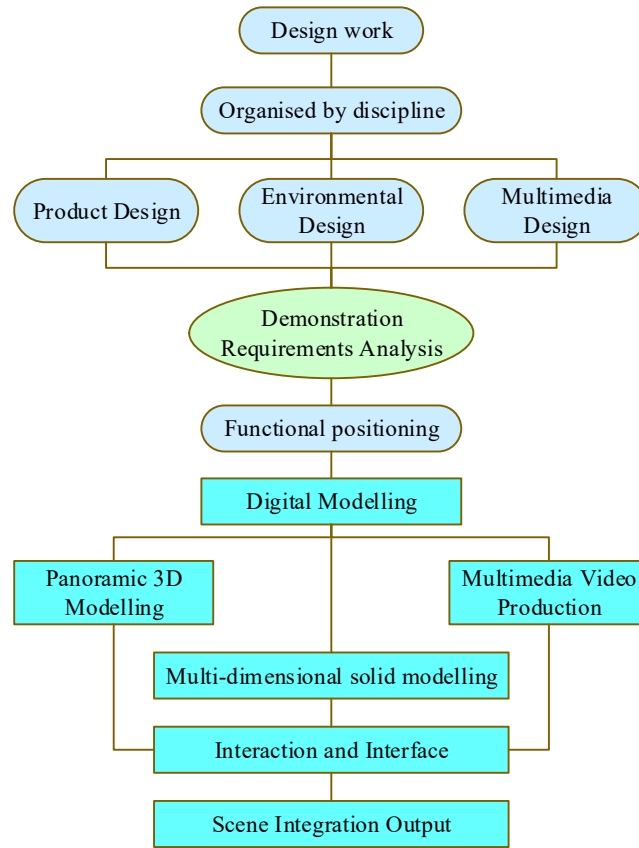 Design work
Organised by discipline
Product Design
Environmental
Design
Multimedia
Design
Demonstration
Requirements Analysis
Functional positioning
Digital Modelling
Panoramic 3D
Modelling
Multimedia Video
Production
Multi-dimensional solid modelling
Interaction and Interface
Scene Integration Output